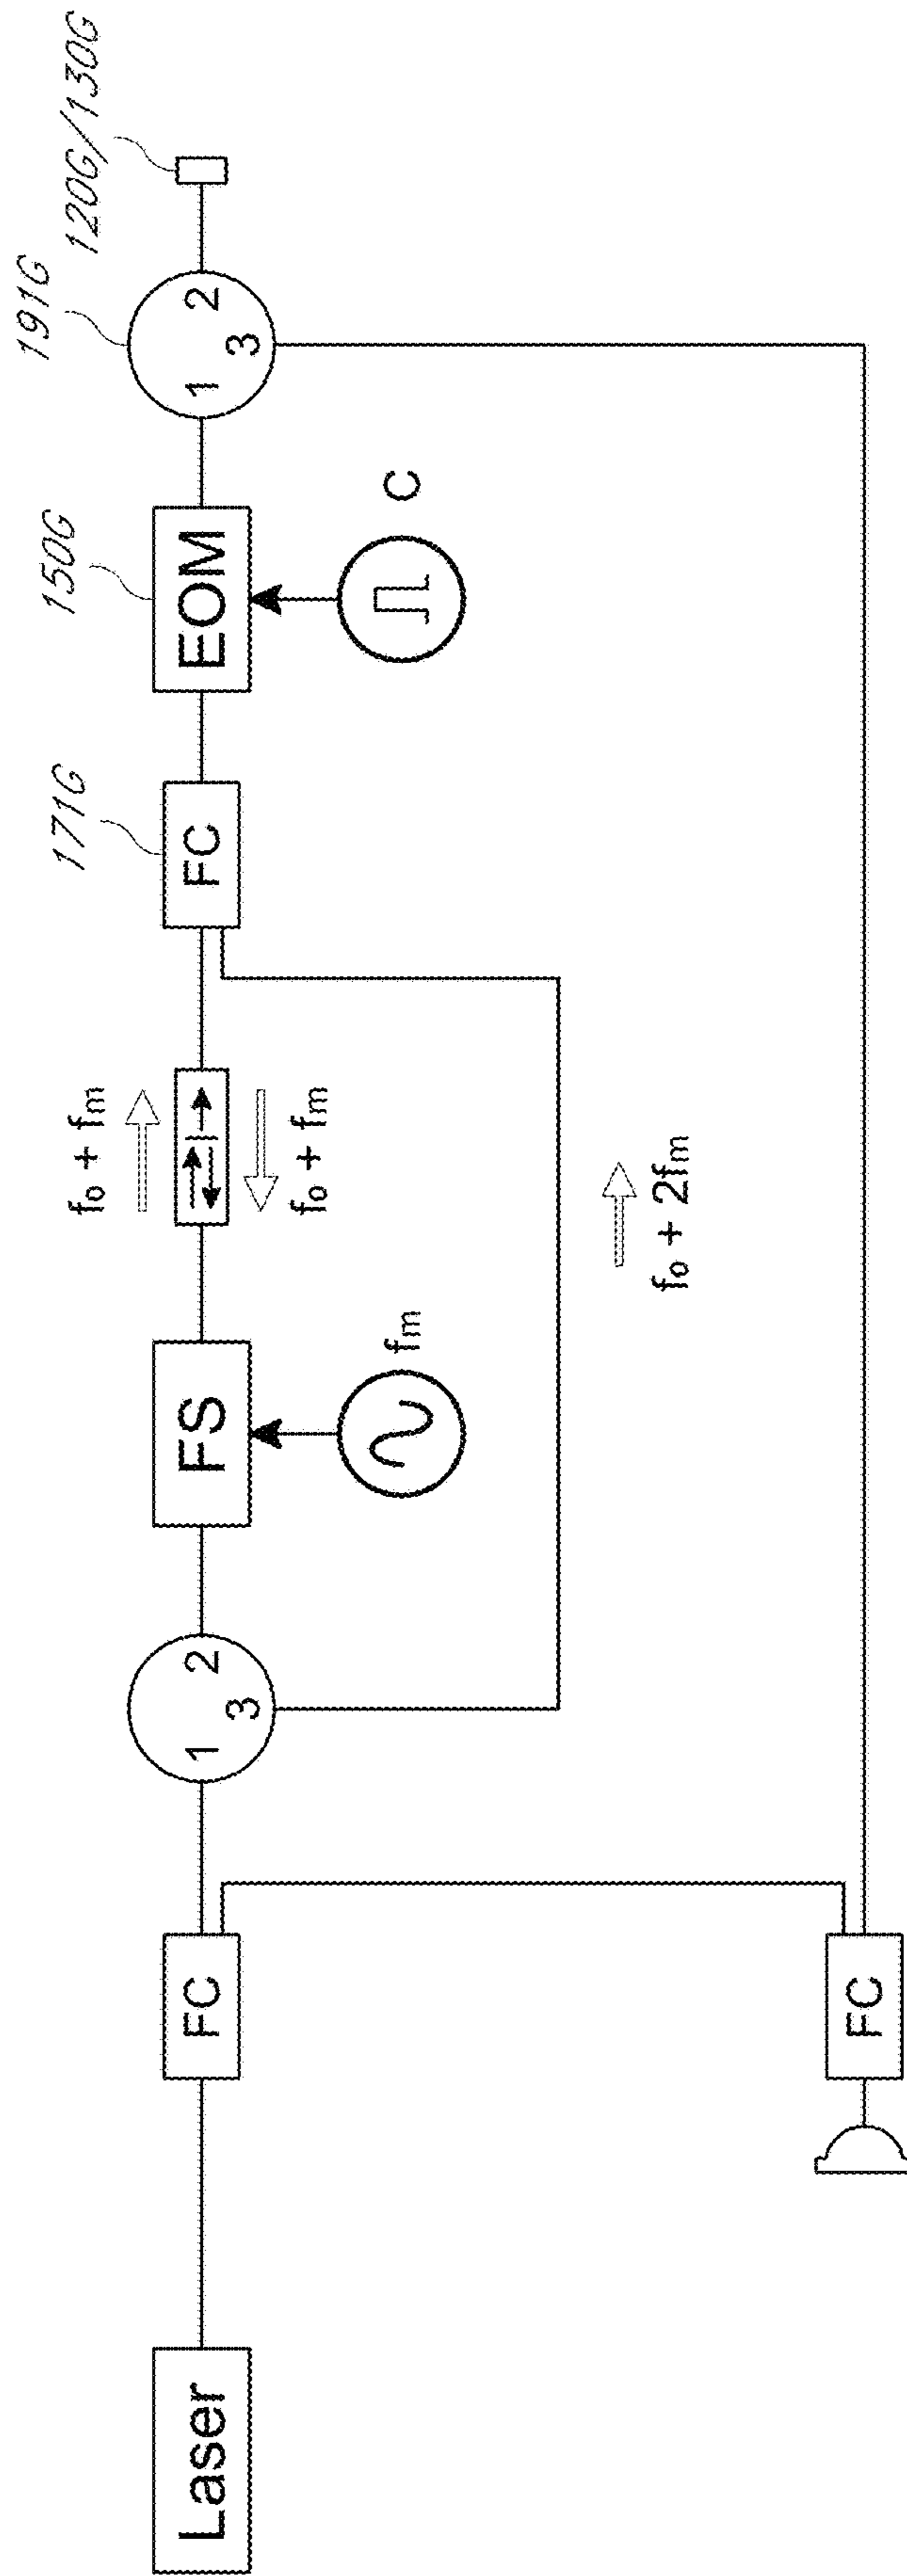 120G/130G
191G
150G
171G
1 2
3
EOM
C
FC
f₀ + fₘ
f₀ + fₘ
FS
fₘ
f₀ + 2fₘ
1 2
3
FC
FC
Laser